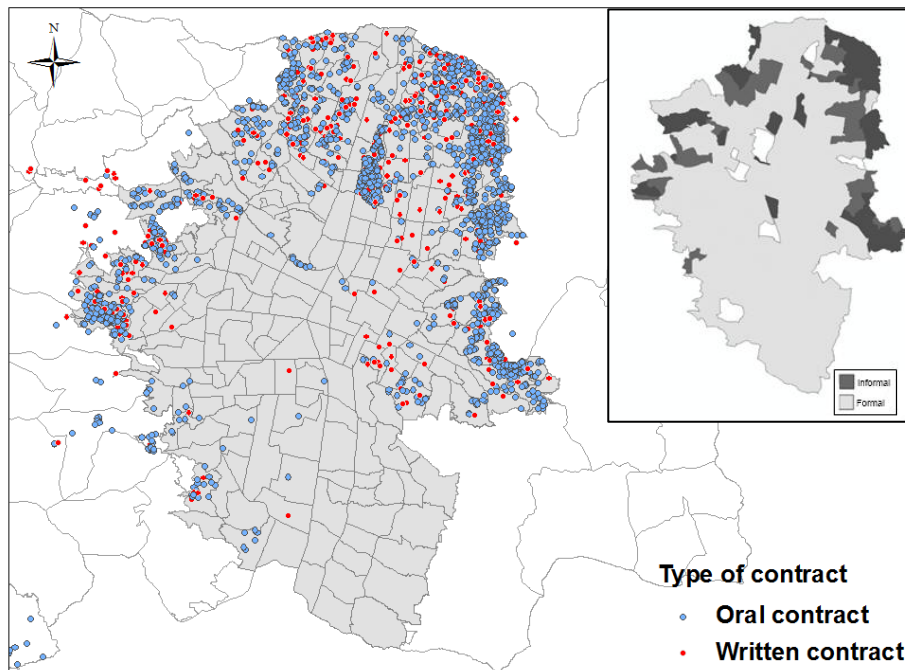 N
Informal
Formal
Type of contract
Oral contract
Written contract